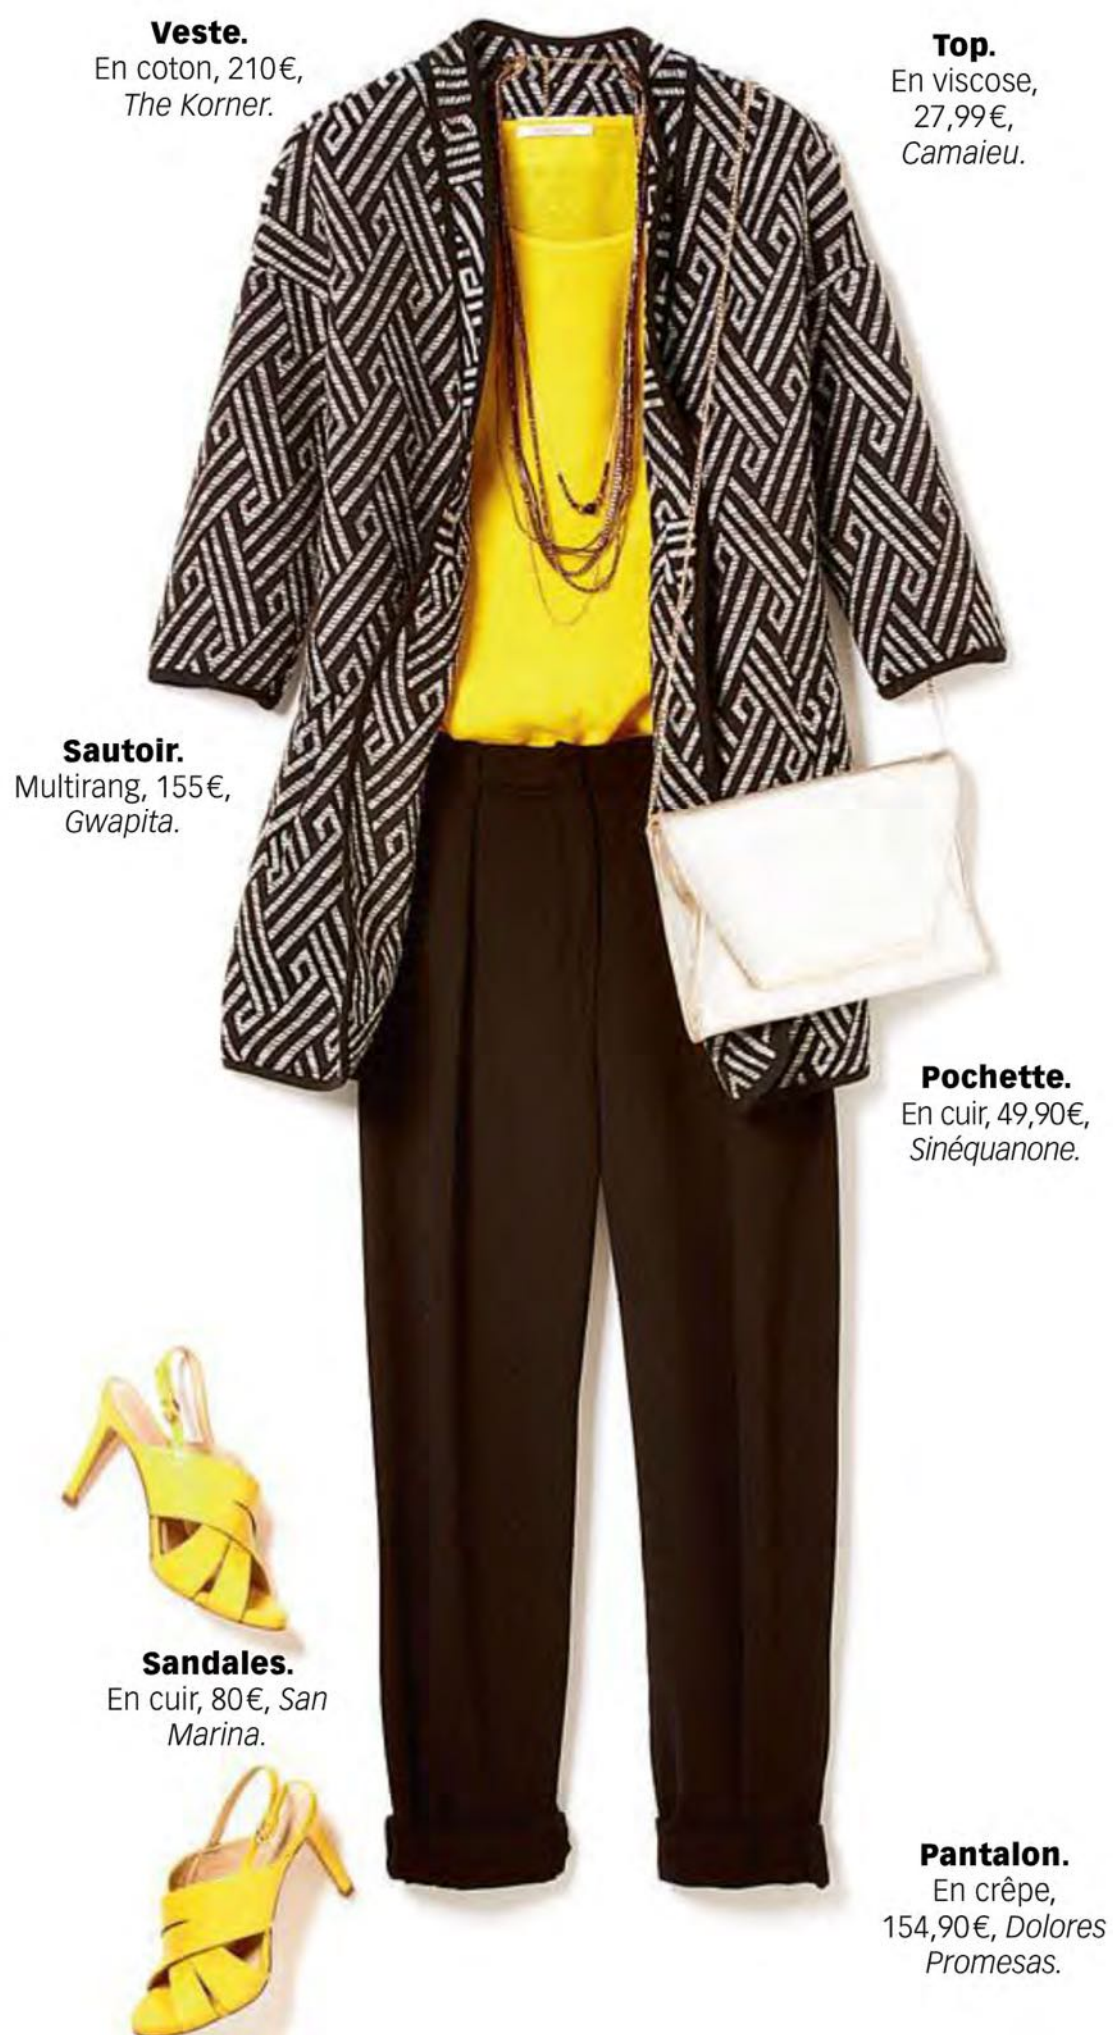 Veste.
En coton, 210€,
The Korner.
Top.
En viscose,
27,99€,
Camaieu.
Sautoir.
Multirang, 155€,
Gwapita.
Pochette.
En cuir, 49,90€,
Sinéquanone.
Sandales.
En cuir, 80€, San
Marina.
Pantalon.
En crêpe,
154,90€, Dolores
Promesas.